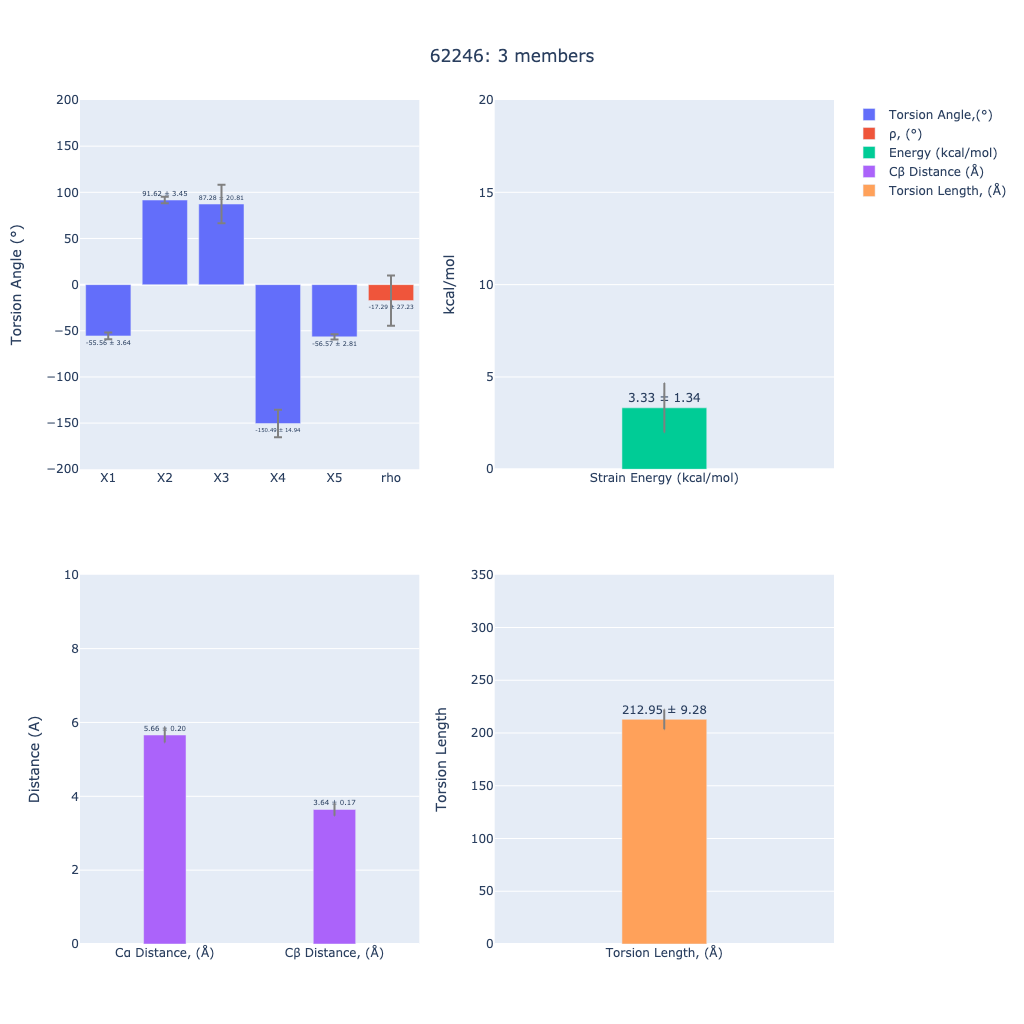 62246: 3 members
Torsion Angle (°)
200
150
100
50
0
−50
−100
−150
−200
91.62 ± 3.45
87.28 ± 20.81
-55.56 ± 3.64
-150.49 ± 14.94
-56.57 ± 2.81
-17.29 ± 27.23
X1 X2 X3 X4 X5 rho
kcal/mol
20
15
10
5
0
3.33 ± 1.34
Strain Energy (kcal/mol)
Torsion Angle,(°)
ρ, (°)
Energy (kcal/mol)
Cβ Distance (Å)
Torsion Length, (Å)
Distance (A)
10
8
6
4
2
0
5.66 ± 0.20
3.64 ± 0.17
Cα Distance, (Å) Cβ Distance, (Å)
Torsion Length
350
300
250
200
150
100
50
0
212.95 ± 9.28
Torsion Length, (Å)